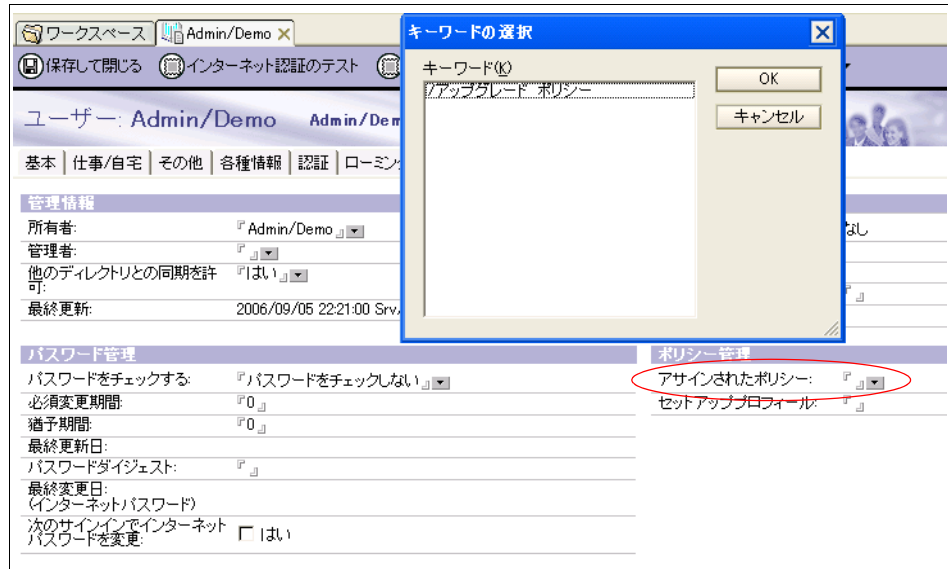 ワークスペース Admin/Demo
保存して閉じる インターネット認証のテスト
ユーザー: Admin/Demo Admin/Dem
基本 仕事/自宅 その他 各種情報 認証 ローミン
キーワードの選択
キーワード(K)
/アップグレード ポリシー
OK
キャンセル
管理情報
所有者: 『Admin/Demo 』
管理者: 『 』
他のディレクトリとの同期を許可: 『はい 』
最終更新: 2006/09/05 22:21:00 Srv
なし
『 』
パスワード管理
パスワードをチェックする: 『パスワードをチェックしない 』
必須変更期間: 『0 』
猶予期間: 『0 』
最終更新日:
パスワードダイジェスト: 『 』
最終変更日:
(インターネットパスワード)
次のサインインでインターネット
パスワードを変更: はい
ポリシー管理
アサインされたポリシー: 『 』
セットアッププロフィール: 『 』